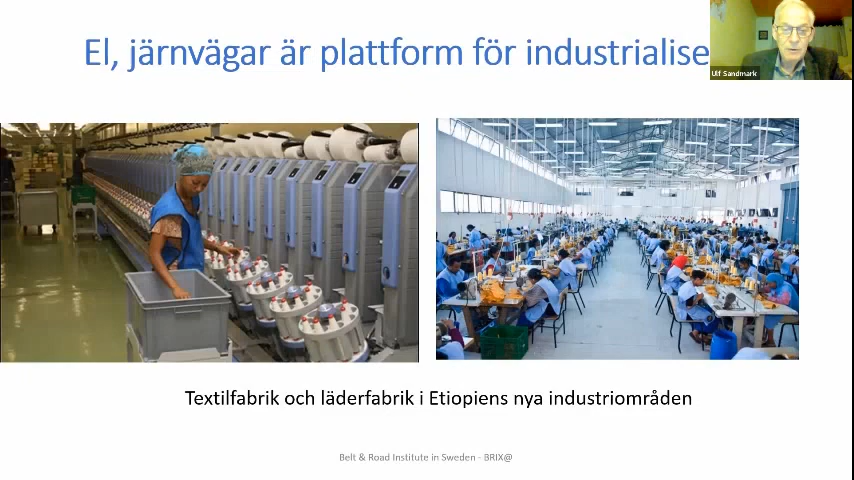 El, järnvägar är plattform för industrialise
Ulf Sandmark
Textilfabrik och läderfabrik i Etiopiens nya industriområden
Belt & Road Institute in Sweden - BRIX@